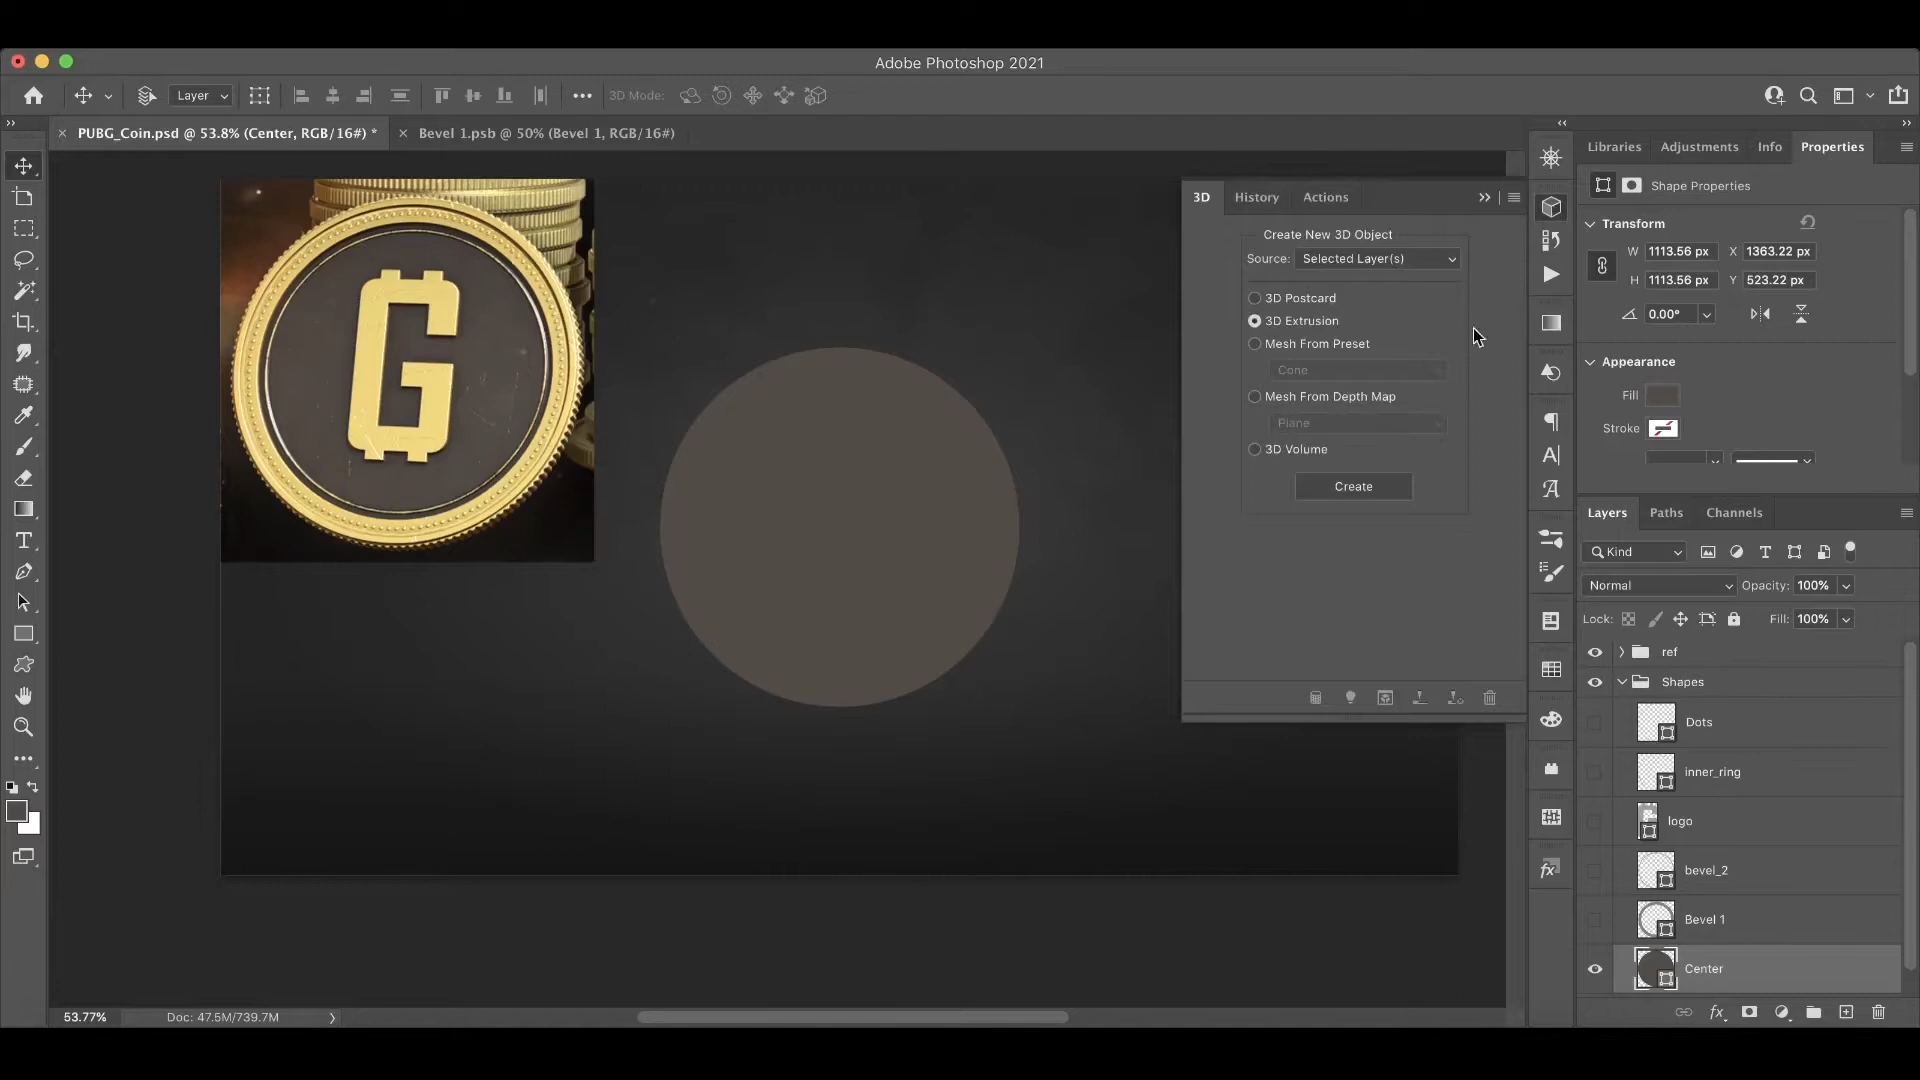 Adobe Photoshop 2021
Layer
3D Mode:
PUBG_Coin.psd @ 53.8% (Center, RGB/16#) *
Bevel 1.psb @ 50% (Bevel 1, RGB/16#)
G
3D
History
Actions
Create New 3D Object
Source:
Selected Layer(s)
3D Postcard
3D Extrusion
Mesh From Preset
Cone
Mesh From Depth Map
Plane
3D Volume
Create
Libraries
Adjustments
Info
Properties
Shape Properties
Transform
W 1113.56 px X 1363.22 px
H 1113.56 px Y 523.22 px
0.00°
Appearance
Fill
Stroke
Layers
Paths
Channels
Kind
Normal
Opacity: 100%
Lock:
Fill: 100%
ref
Shapes
Dots
inner_ring
logo
bevel_2
Bevel 1
Center
fx
fx
53.77%
Doc: 47.5M/739.7M